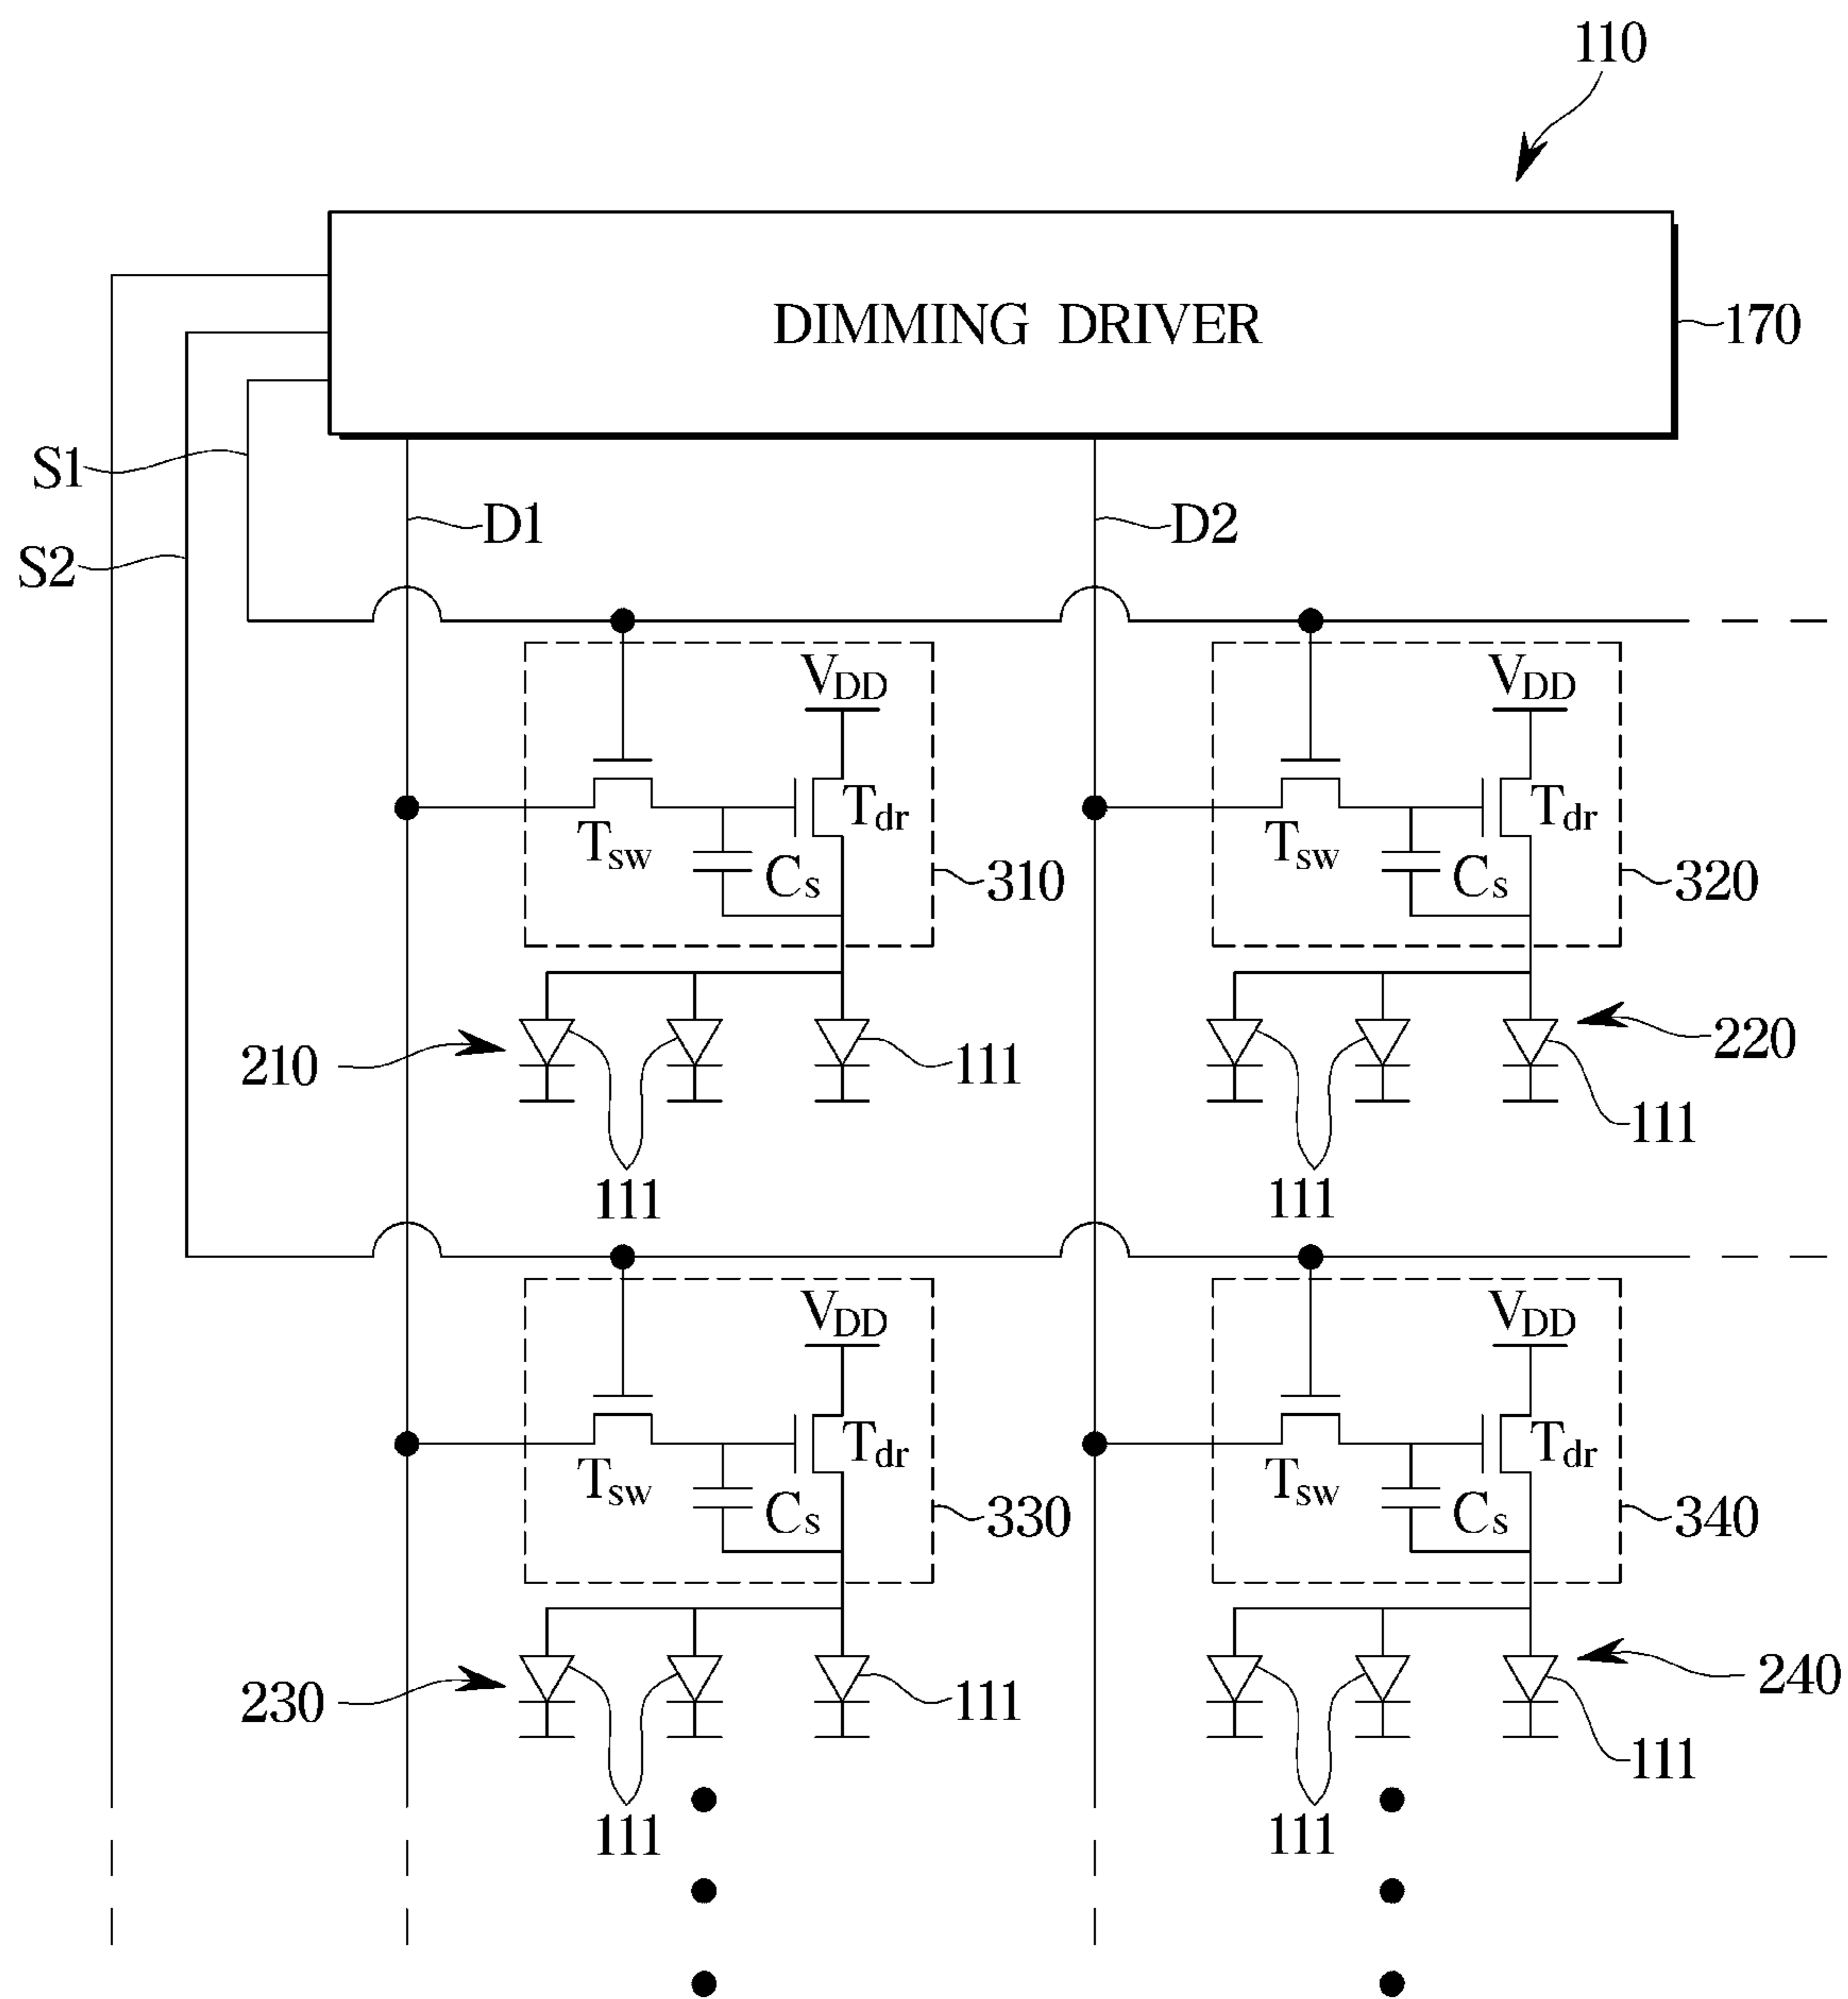 110
DIMMING DRIVER
170
S1
D1
D2
S2
VDD
VDD
Tdr
Tdr
Tsw
Tsw
Cs
310
Cs
320
210
111
220
111
111
111
VDD
VDD
Tdr
Tdr
Tsw
Tsw
Cs
330
Cs
340
230
111
240
111
111
111